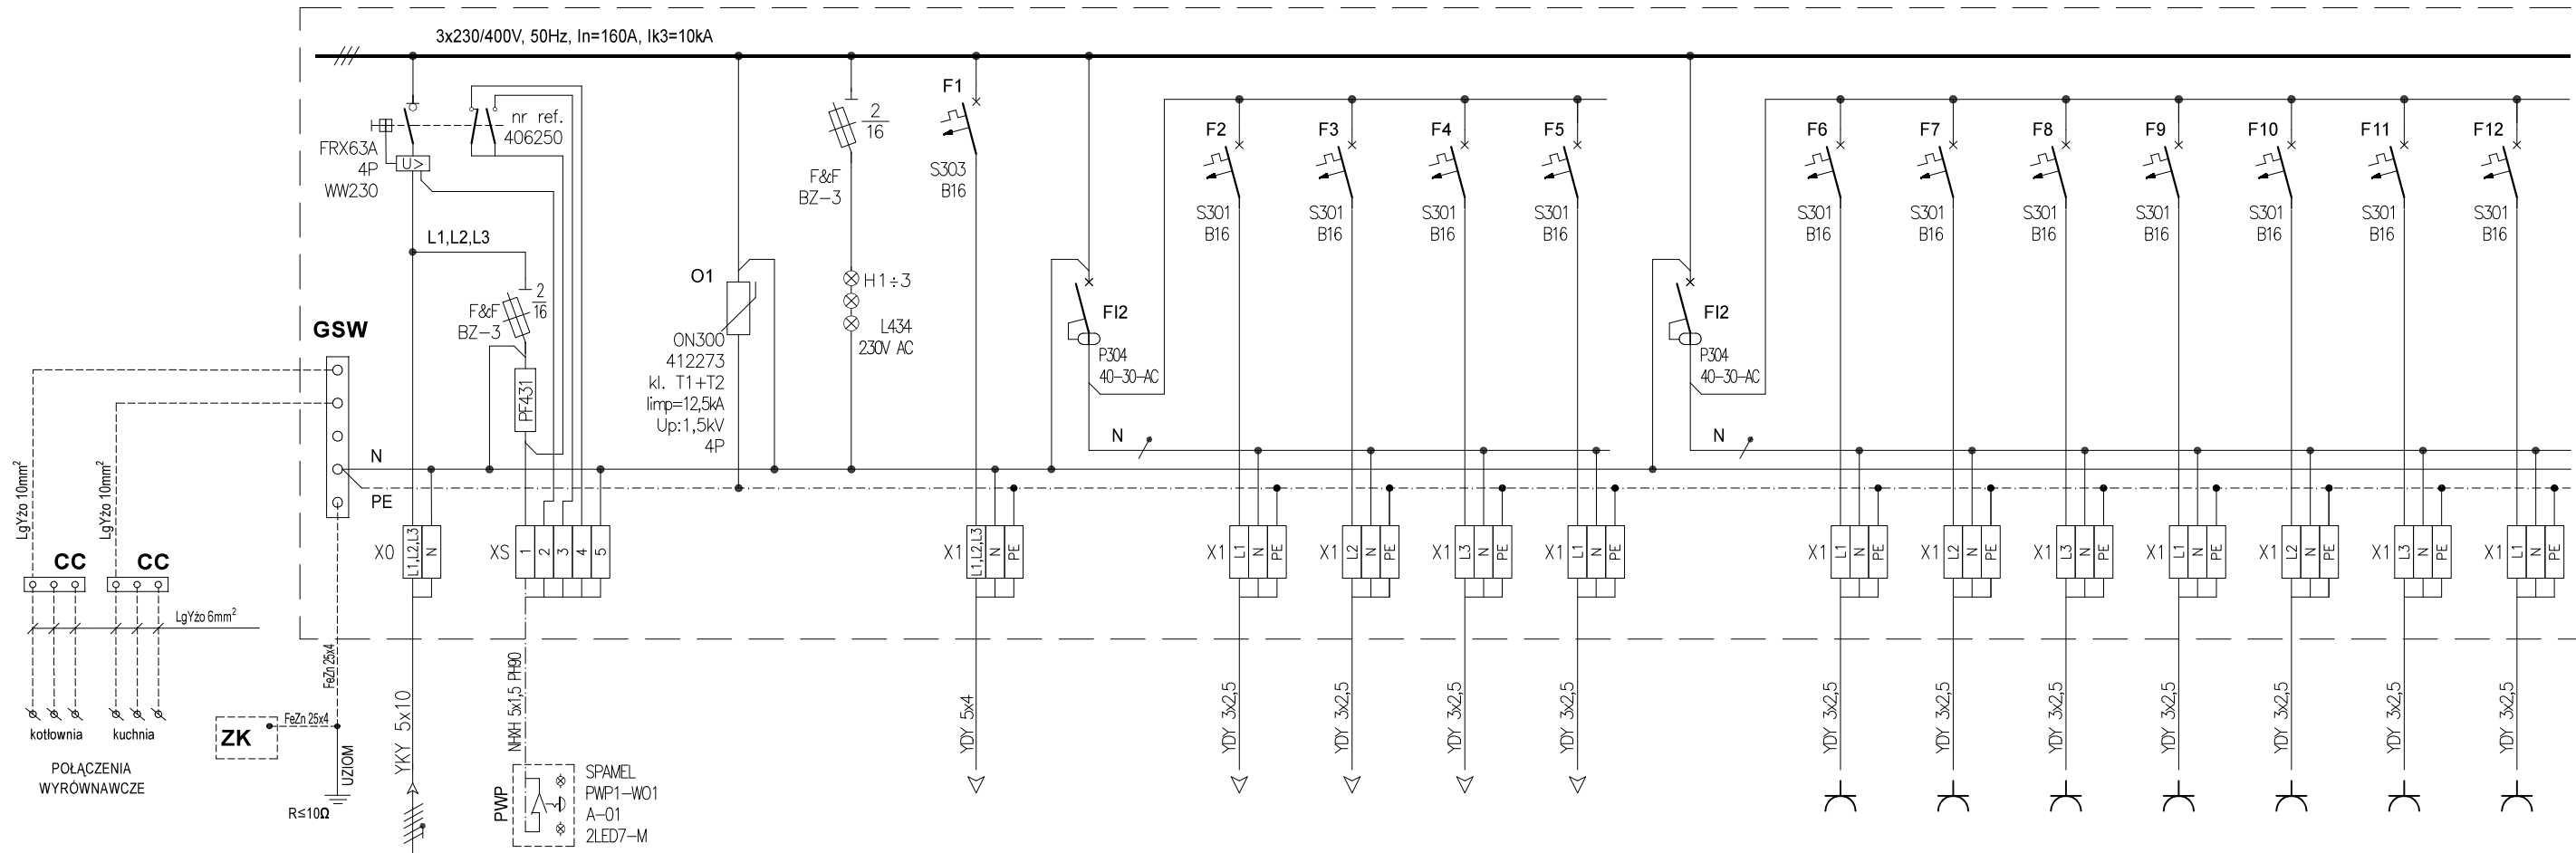 3x230/400V, 50Hz, In=160A, Ik3=10kA
FRX63A
4P
WW230
U>
nr ref.
406250
L1,L2,L3
F&F
BZ-3
2
16
PF431
O1
ON300
412273
kl. T1+T2
Iimp=12,5kA
Up:1,5kV
4P
2
16
F&F
BZ-3
H1÷3
L434
230V AC
F1
S303
B16
FI2
P304
40-30-AC
N
F2
S301
B16
F3
S301
B16
F4
S301
B16
F5
S301
B16
FI2
P304
40-30-AC
N
F6
S301
B16
F7
S301
B16
F8
S301
B16
F9
S301
B16
F10
S301
B16
F11
S301
B16
F12
S301
B16
GSW
N
PE
LgYżo 10mm²
LgYżo 10mm²
CC
CC
LgYżo 6mm²
kotłownia
kuchnia
POŁĄCZENIA
WYRÓWNAWCZE
FeZn 25x4
FeZn 25x4
ZK
UZIOM
R≤10Ω
X0 L1,L2,L3 N
YKY 5x10
XS 1 2 3 4 5
NHXH 5x1,5 PH90
PWP
SPAMEL
PWP1-W01
A-01
2LED7-M
X1 L1,L2,L3 N PE
YDY 5x4
X1 L1 N PE
YDY 3x2,5
X1 L2 N PE
YDY 3x2,5
X1 L3 N PE
YDY 3x2,5
X1 L1 N PE
YDY 3x2,5
X1 L1 N PE
YDY 3x2,5
X1 L2 N PE
YDY 3x2,5
X1 L3 N PE
YDY 3x2,5
X1 L1 N PE
YDY 3x2,5
X1 L2 N PE
YDY 3x2,5
X1 L3 N PE
YDY 3x2,5
X1 L1 N PE
YDY 3x2,5